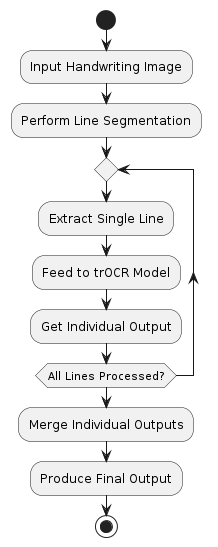 Input Handwriting Image
Perform Line Segmentation
Extract Single Line
Feed to trOCR Model
Get Individual Output
All Lines Processed?
Merge Individual Outputs
Produce Final Output